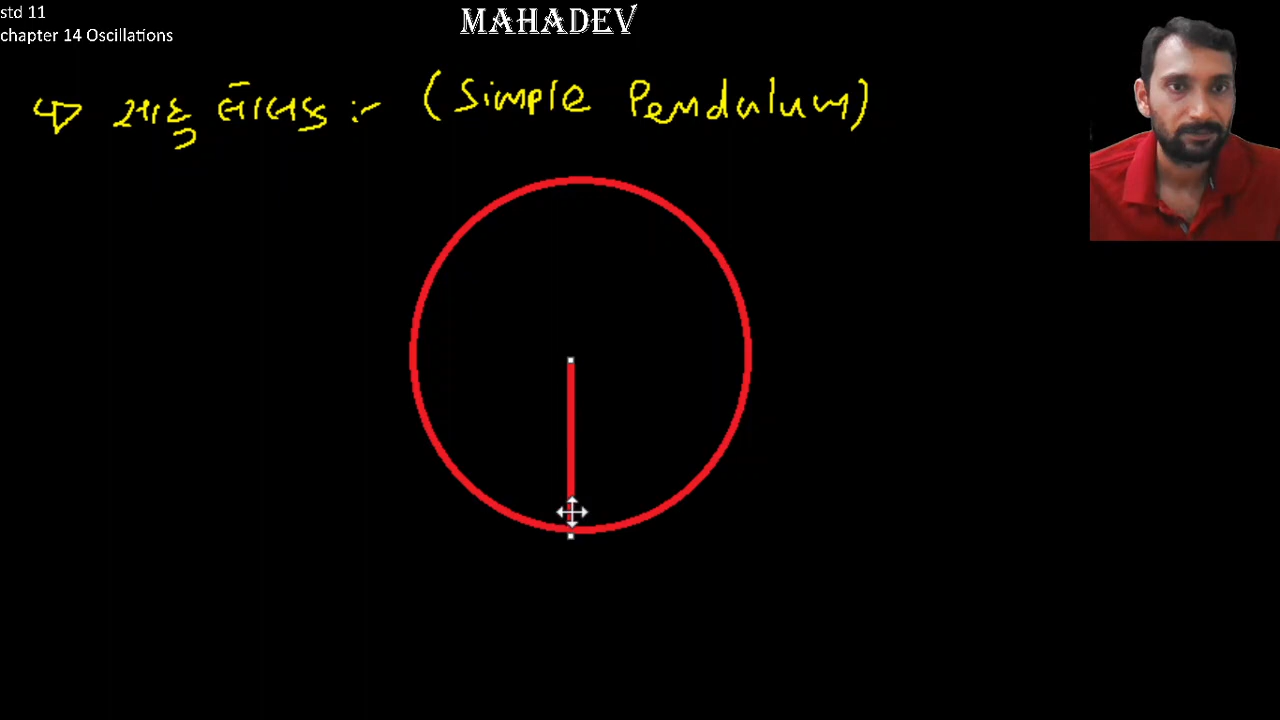 std 11
chapter 14 Oscillations
MAHADEV
સાદું લોલક :- (Simple Pendulum)